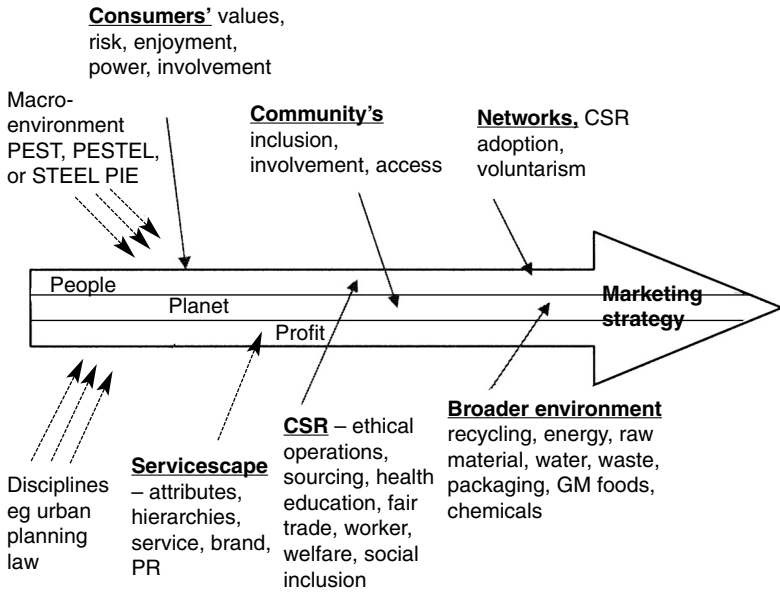 Consumers' values,
risk, enjoyment,
power, involvement
Macro-
environment
PEST, PESTEL,
or STEEL PIE
Community's
inclusion,
involvement, access
Networks, CSR
adoption,
voluntarism
People
Planet
Profit
Marketing
strategy
Disciplines
eg urban
planning
law
Servicescape
– attributes,
hierarchies,
service, brand,
PR
CSR – ethical
operations,
sourcing, health
education, fair
trade, worker,
welfare, social
inclusion
Broader environment
recycling, energy, raw
material, water, waste,
packaging, GM foods,
chemicals